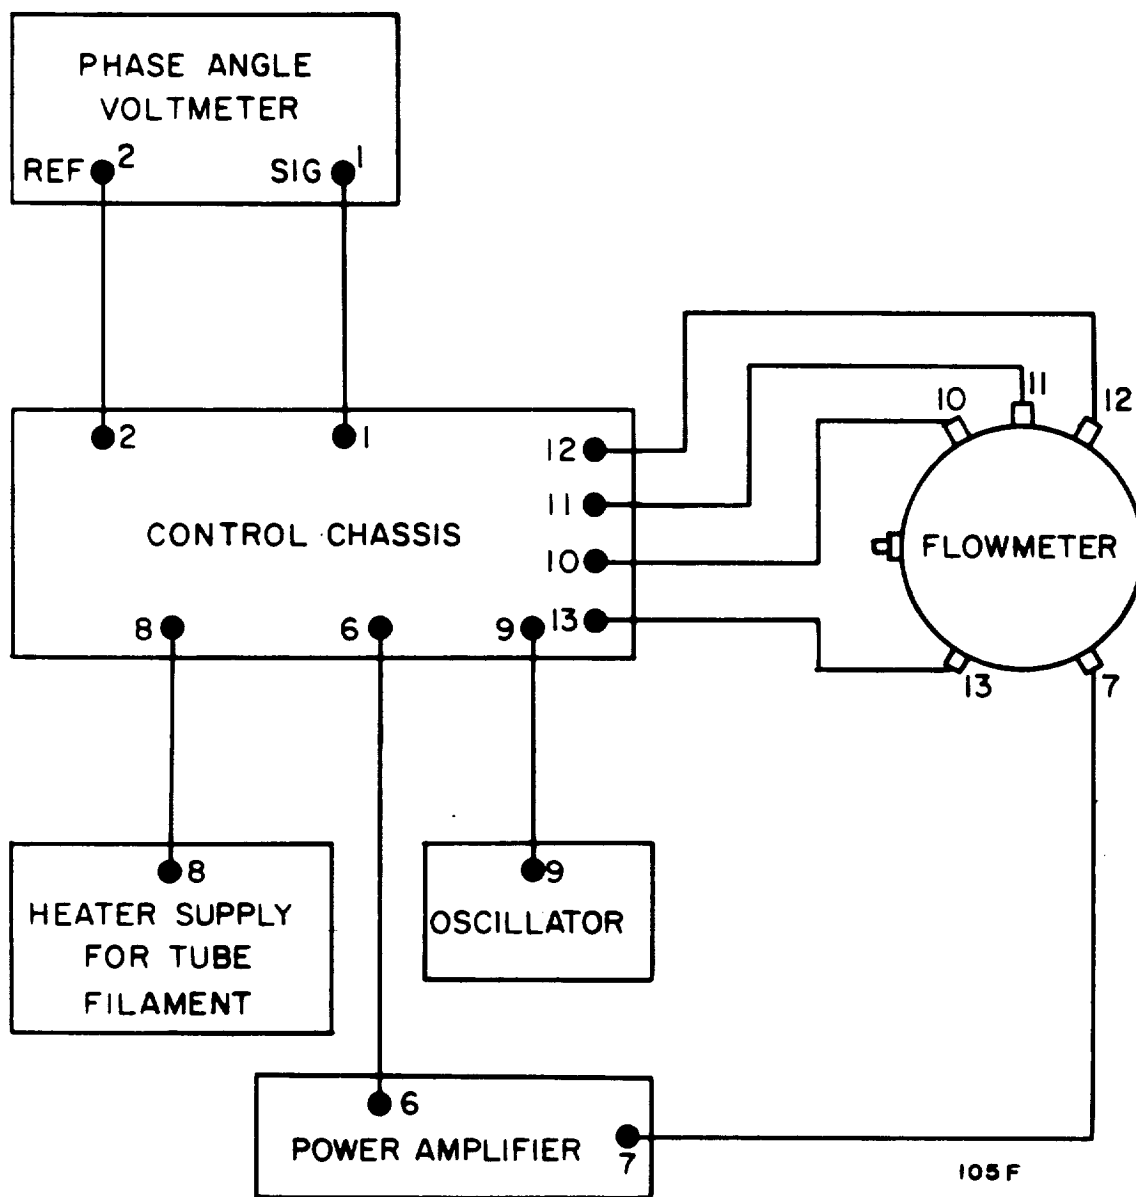 PHASE ANGLE
VOLTMETER
REF 2 SIG 1
2 1
12
11
10
13
CONTROL CHASSIS
8 6 9
10 11 12
FLOWMETER
13 7
8
HEATER SUPPLY
FOR TUBE
FILAMENT
9
OSCILLATOR
6
POWER AMPLIFIER
7
105F